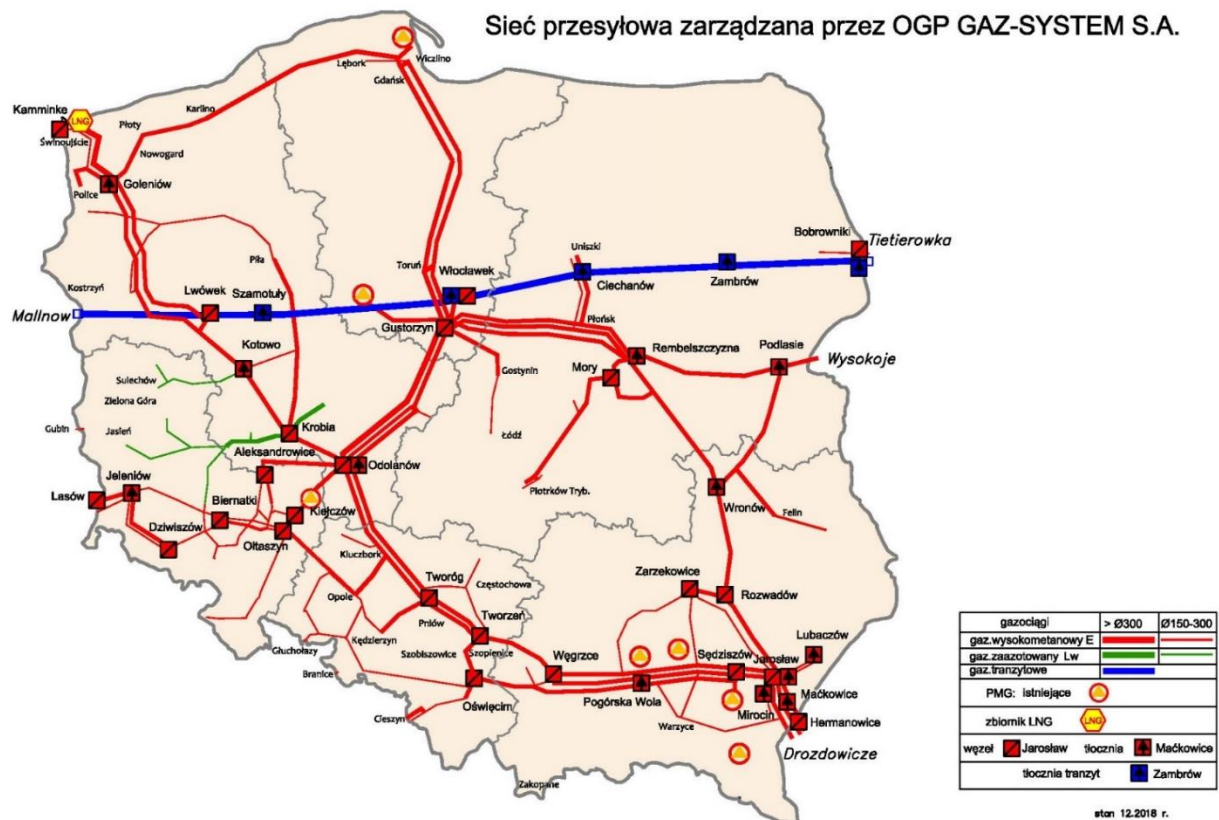 Sieć przesyłowa zarządzana przez OGP GAZ-SYSTEM S.A.
Wiczlino
Lębork
Gdańsk
Karlino
Kamminke
LNG
Płoty
Świnoujście
Nowogard
Goleniów
Police
Bobrowniki
Tietierowka
Uniszki
Piła
Toruń
Włocławek
Ciechanów
Zambrów
Kostrzyń
Lwówek
Szamotuły
Mallnow
Gustorzyn
Płońsk
Rembelszczyzna
Podlasie
Wysokoje
Kotowo
Mory
Gostynin
Sulechów
Zielona Góra
Gubin
Jasień
Krobia
Łódź
Aleksandrowice
Odolanów
Jeleniów
Lasów
Piotrków Tryb.
Biernatki
Kiełczów
Wronów
Felin
Dziwiszów
Ołtaszyn
Kluczbork
Tworóg
Częstochowa
Zarzekowice
Rozwadów
Opole
Pniów
Tworzeń
Kędzierzyn
Lubaczów
Głuchołazy
Szobiszowice
Szopienice
Węgrzce
Sędziszów
Jarosław
Branice
Oświęcim
Pogórska Wola
Maćkowice
Mirocin
Cieszyn
Warzyce
Hermanowice
Drozdowicze
Zakopane
gazociągi > Ø300 Ø150-300
gaz.wysokometanowy E
gaz.zaazotowany Lw
gaz.tranzytowe
PMG: istniejące
zbiornik LNG LNG
węzeł Jarosław tłocznia Maćkowice
tłocznia tranzyt Zambrów
stan 12.2018 r.